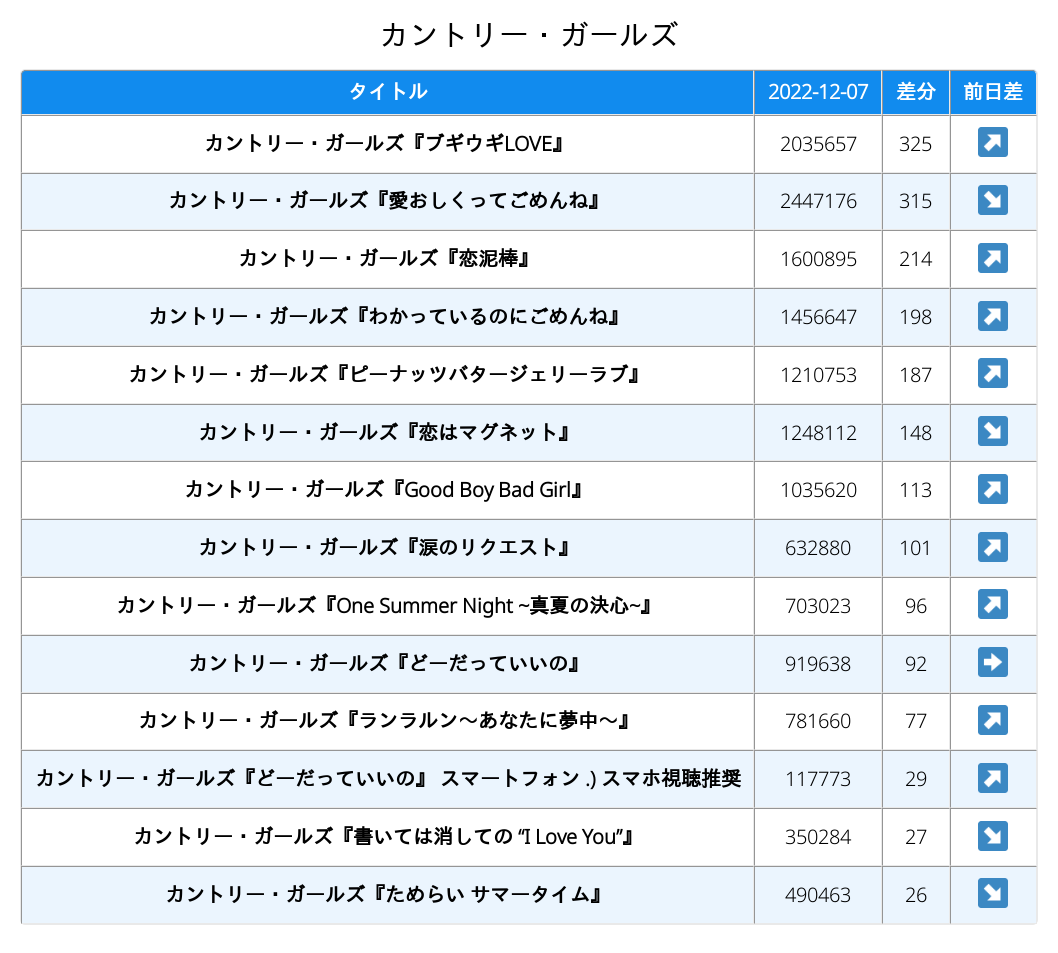 カントリー・ガールズ
タイトル 2022-12-07 差分 前日差
カントリー・ガールズ『ブギウギLOVE』 2035657 325 ↗
カントリー・ガールズ『愛おしくってごめんね』 2447176 315 ↘
カントリー・ガールズ『恋泥棒』 1600895 214 ↗
カントリー・ガールズ『わかっているのにごめんね』 1456647 198 ↗
カントリー・ガールズ『ピーナッツバタージェリーラブ』 1210753 187 ↗
カントリー・ガールズ『恋はマグネット』 1248112 148 ↘
カントリー・ガールズ『Good Boy Bad Girl』 1035620 113 ↗
カントリー・ガールズ『涙のリクエスト』 632880 101 ↗
カントリー・ガールズ『One Summer Night ~真夏の決心~』 703023 96 ↗
カントリー・ガールズ『どーだっていいの』 919638 92 ➡
カントリー・ガールズ『ランラルン〜あなたに夢中〜』 781660 77 ↗
カントリー・ガールズ『どーだっていいの』 スマートフォン .) スマホ視聴推奨 117773 29 ↗
カントリー・ガールズ『書いては消しての “I Love You”』 350284 27 ↘
カントリー・ガールズ『ためらい サマータイム』 490463 26 ↘